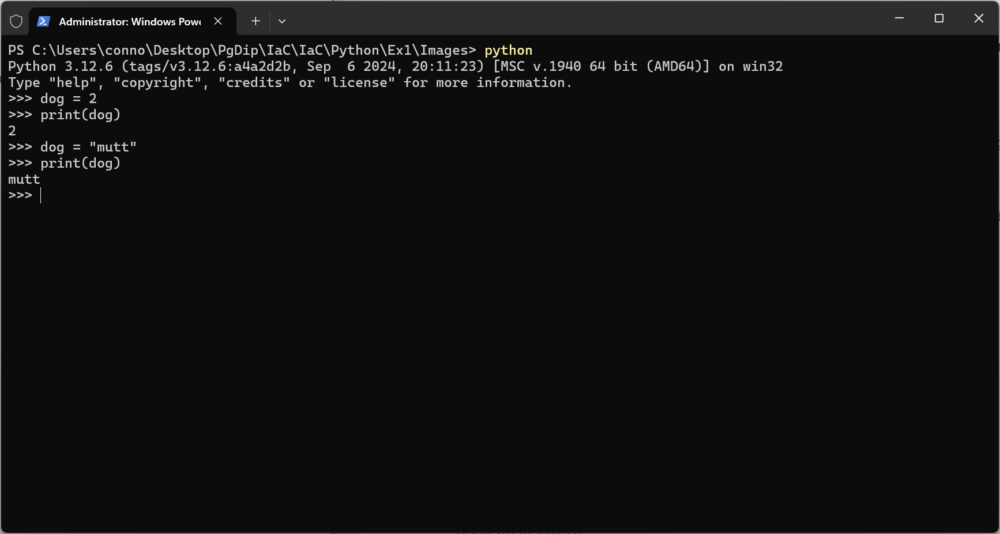 Administrator: Windows Powe
PS C:\Users\conno\Desktop\PgDip\IaC\IaC\Python\Ex1\Images> python
Python 3.12.6 (tags/v3.12.6:a4a2d2b, Sep  6 2024, 20:11:23) [MSC v.1940 64 bit (AMD64)] on win32
Type "help", "copyright", "credits" or "license" for more information.
>>> dog = 2
>>> print(dog)
2
>>> dog = "mutt"
>>> print(dog)
mutt
>>>